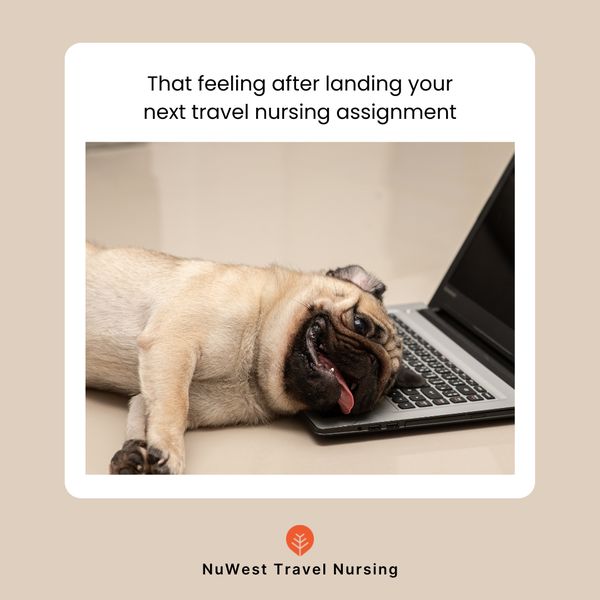 That feeling after landing your
next travel nursing assignment
NuWest Travel Nursing